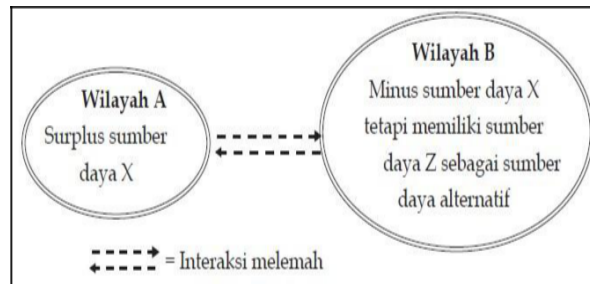 Wilayah A
Surplus sumber
daya X
Wilayah B
Minus sumber daya X
tetapi memiliki sumber
daya Z sebagai sumber
daya alternatif
= Interaksi melemah